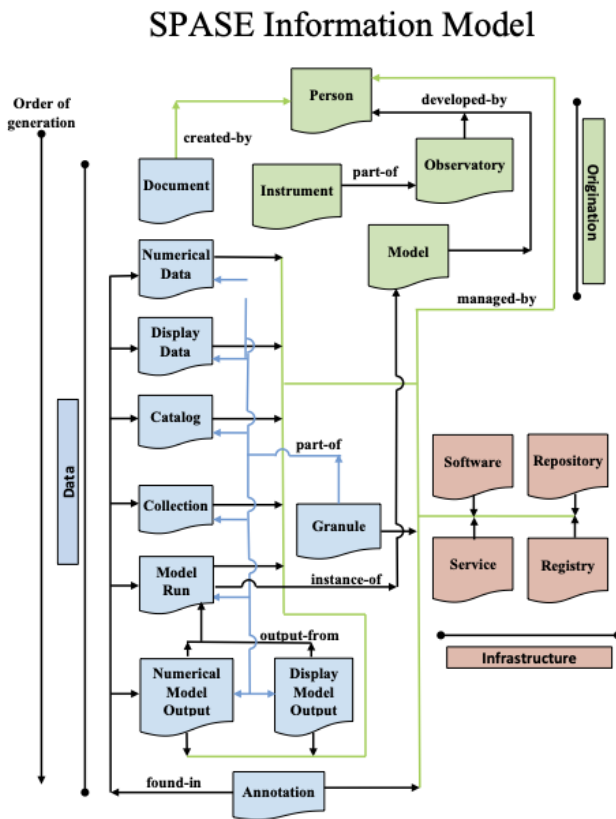 SPASE Information Model
Order of
generation
Person
developed-by
created-by
Document
Instrument
part-of
Observatory
Origination
Numerical
Data
Model
managed-by
Display
Data
Catalog
part-of
Software
Repository
Data
Collection
Granule
Model
Run
instance-of
Service
Registry
output-from
Infrastructure
Numerical
Model
Output
Display
Model
Output
found-in
Annotation